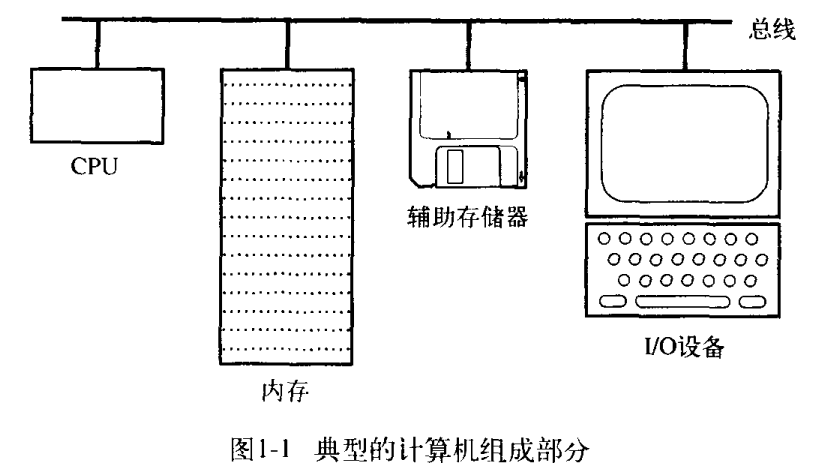 总线
CPU
辅助存储器
I/O设备
内存
图1-1 典型的计算机组成部分